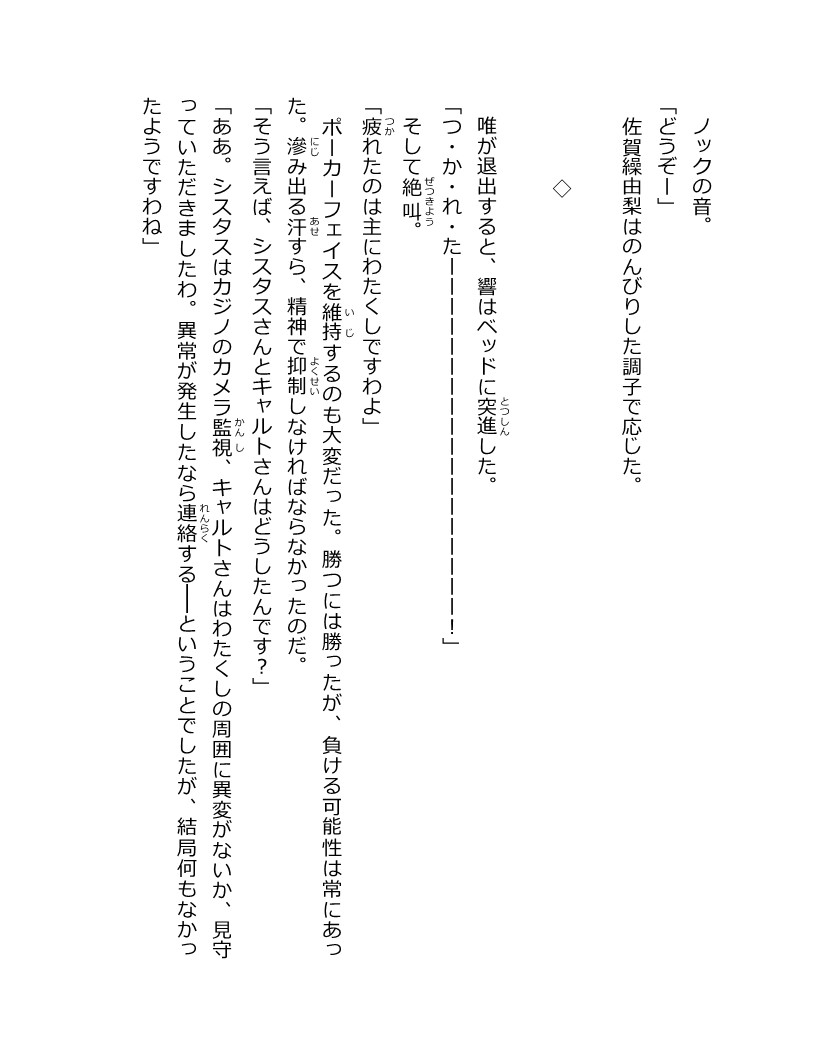 ノックの音。
「どうぞー」
佐賀繰由梨はのんびりした調子で応じた。
◇
唯が退出すると、響はベッドに突進した。
「つ・か・れ・たーーーーーーーーーーーーーーーーー！」
そして絶叫。
「疲れたのは主にわたくしですわよ」
ポーカーフェイスを維持するのも大変だった。勝つには勝ったが、負ける可能性は常にあっ
た。滲み出る汗すら、精神で抑制しなければならなかったのだ。
「そう言えば、シスタスさんとキャルトさんはどうしたんです？」
「ああ。シスタスはカジノのカメラ監視、キャルトさんはわたくしの周囲に異変がないか、見守
っていただきましたわ。異常が発生したなら連絡する――ということでしたが、結局何もなかっ
たようですわね」